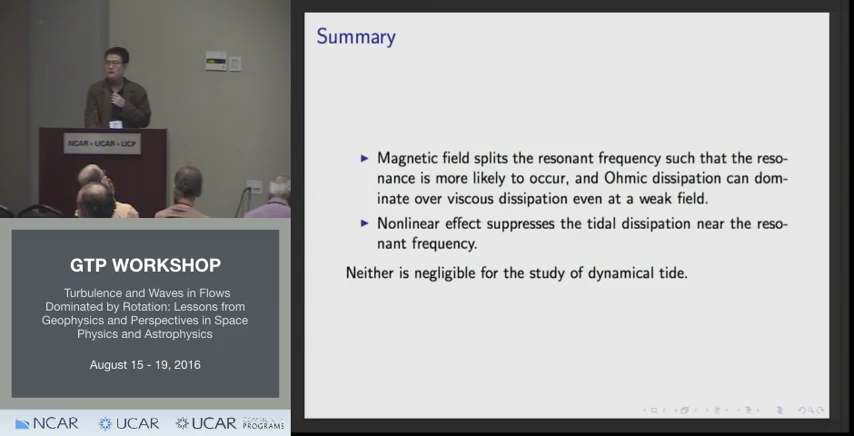 NCAR • UCAR • UCP
GTP WORKSHOP
Turbulence and Waves in Flows
Dominated by Rotation: Lessons from
Geophysics and Perspectives in Space
Physics and Astrophysics
August 15 - 19, 2016
NCAR
UCAR
UCAR
PROGRAMS
Summary
Magnetic field splits the resonant frequency such that the reso-
nance is more likely to occur, and Ohmic dissipation can dom-
inate over viscous dissipation even at a weak field.
Nonlinear effect suppresses the tidal dissipation near the reso-
nant frequency.
Neither is negligible for the study of dynamical tide.